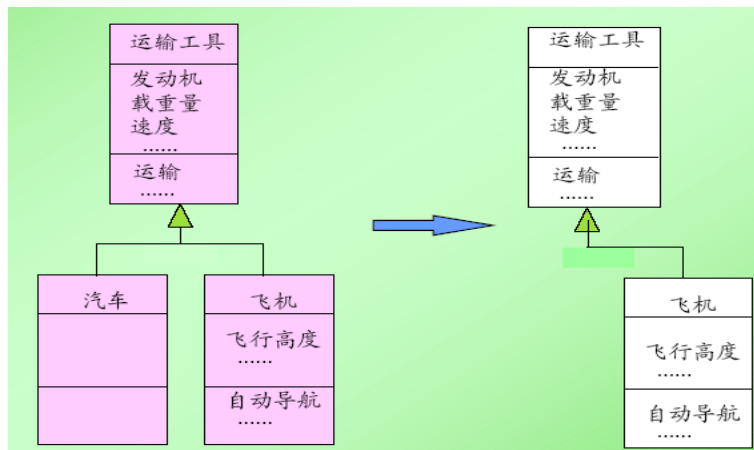 运输工具
发动机
载重量
速度
......
运输
......
汽车
飞机
飞行高度
......
自动导航
......
运输工具
发动机
载重量
速度
......
运输
......
飞机
飞行高度
......
自动导航
......